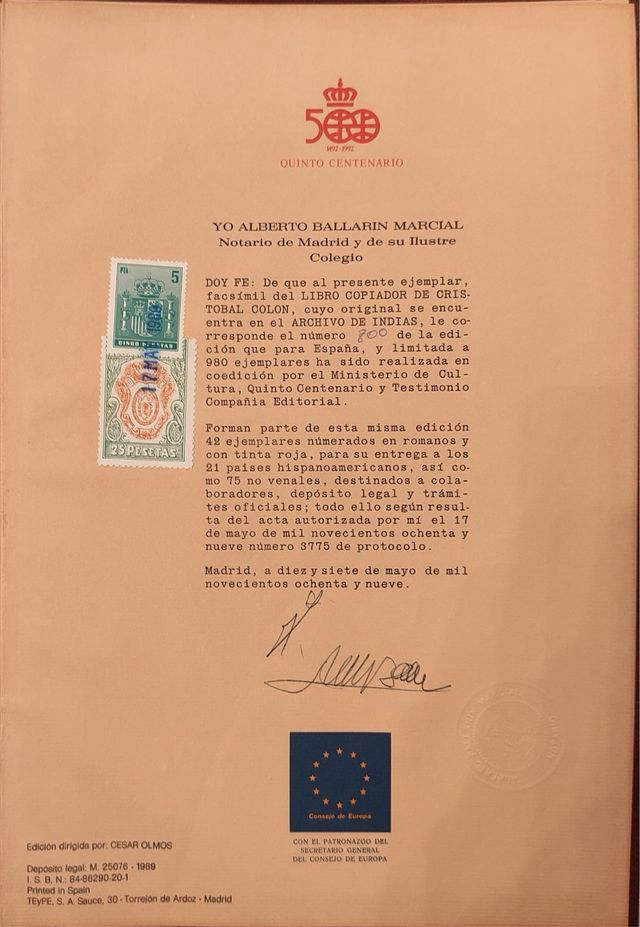 500
1492-1992
QUINTO CENTENARIO
YO ALBERTO BALLARIN MARCIAL
Notario de Madrid y de su Ilustre
Colegio
PTA 5
CINCO PESETAS
17 MAY 1989
25 PESETAS
DOY FE: De que al presente ejemplar,
facsímil del LIBRO COPIADOR DE CRIS-
TOBAL COLON, cuyo original se encu-
entra en el ARCHIVO DE INDIAS, le co-
rresponde el número 800 de la edi-
ción que para España, y limitada a
980 ejemplares ha sido realizada en
coedición por el Ministerio de Cul-
tura, Quinto Centenario y Testimonio
Compañia Editorial.
Forman parte de esta misma edición
42 ejemplares númerados en romanos y
con tinta roja, para su entrega a los
21 paises hispanoamericanos, así co-
mo 75 no venales, destinados a cola-
boradores, depósito legal y trámi-
tes oficiales; todo ello según resul-
ta del acta autorizada por mí el 17
de mayo de mil novecientos ochenta y
nueve número 3775 de protocolo.
Madrid, a diez y siete de mayo de mil
novecientos ochenta y nueve.
Consejo de Europa
CON EL PATRONAZGO DEL
SECRETARIO GENERAL
DEL CONSEJO DE EUROPA
Edición dirigida por: CESAR OLMOS
Depósito legal: M. 25076 - 1989
I. S. B. N.: 84-86290-20-1
Printed in Spain
TEyPE, S. A. Sauce, 30 - Torrejón de Ardoz - Madrid